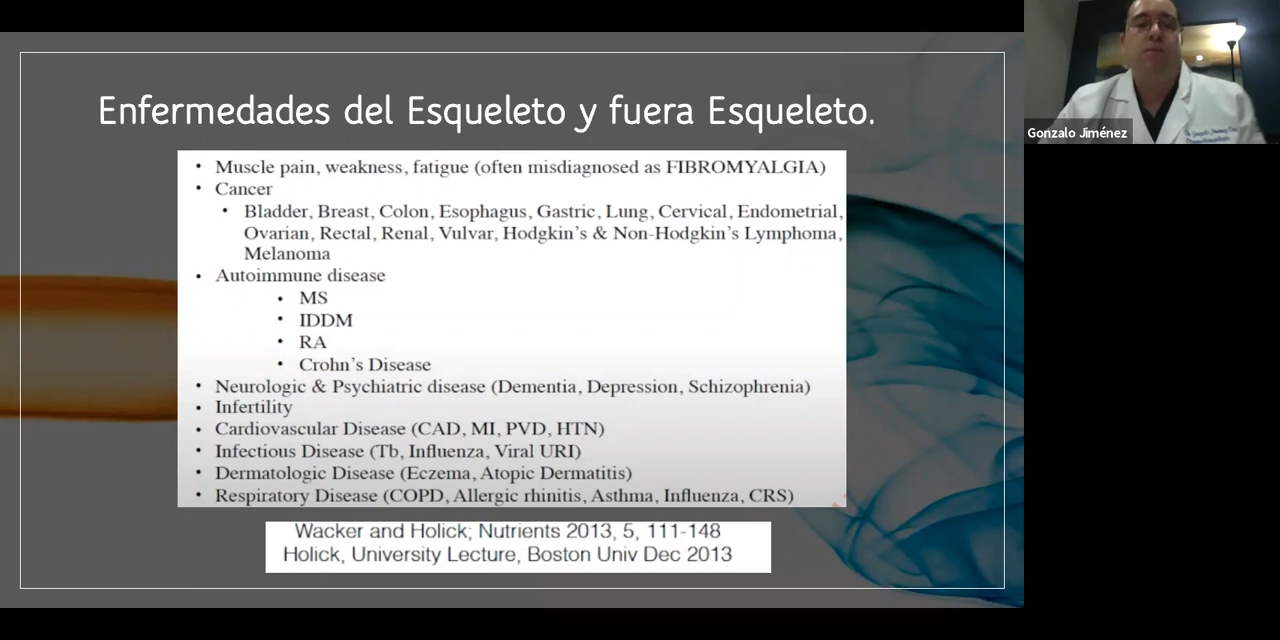 Enfermedades del Esqueleto y fuera Esqueleto.
• Muscle pain, weakness, fatigue (often misdiagnosed as FIBROMYALGIA)
• Cancer
• Bladder, Breast, Colon, Esophagus, Gastric, Lung, Cervical, Endometrial,
Ovarian, Rectal, Renal, Vulvar, Hodgkin's & Non-Hodgkin's Lymphoma,
Melanoma
• Autoimmune disease
• MS
• IDDM
• RA
• Crohn's Disease
• Neurologic & Psychiatric disease (Dementia, Depression, Schizophrenia)
• Infertility
• Cardiovascular Disease (CAD, MI, PVD, HTN)
• Infectious Disease (Tb, Influenza, Viral URI)
• Dermatologic Disease (Eczema, Atopic Dermatitis)
• Respiratory Disease (COPD, Allergic rhinitis, Asthma, Influenza, CRS)
Wacker and Holick; Nutrients 2013, 5, 111-148
Holick, University Lecture, Boston Univ Dec 2013
Gonzalo Jiménez